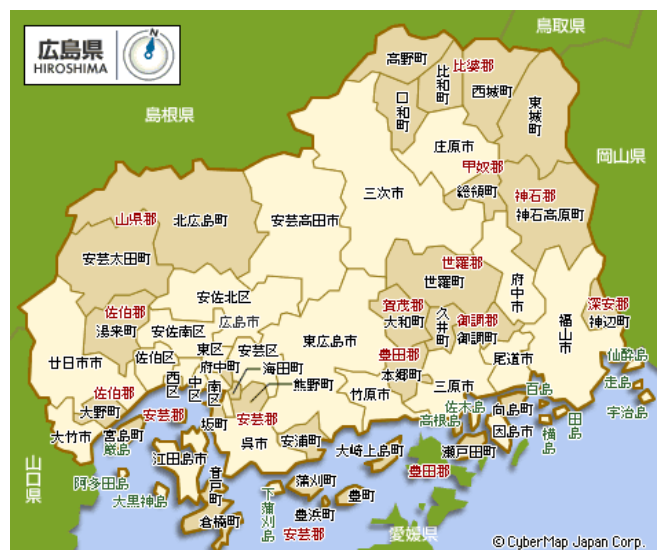 鳥取県
広島県
HIROSHIMA
N
島根県
岡山県
高野町
比和町
比婆郡
西城町
東城町
口和町
庄原市
甲奴郡
総領町
三次市
神石郡
神石高原町
山県郡
北広島町
安芸高田市
安芸太田町
世羅郡
世羅町
府中市
佐伯郡
湯来町
安佐北区
広島市
安佐南区
賀茂郡
大和町
久井町
御調郡
御調町
深安郡
神辺町
福山市
廿日市市
佐伯区
東区
安芸区
府中町
海田町
熊野町
東広島市
豊田郡
本郷町
尾道市
仙酔島
走島
宇治島
西区
中区
南区
佐伯郡
大野町
安芸郡
安芸郡
坂町
竹原市
三原市
百島
佐木島
高根島
向島町
因島市
横島
田島
大竹市
宮島町
厳島
呉市
安浦町
大崎上島町
瀬戸田町
豊田郡
江田島市
音戸町
山口県
阿多田島
大黒神島
倉橋町
下蒲刈島
蒲刈町
豊浜町
豊町
安芸郡
愛媛県
© CyberMap Japan Corp.